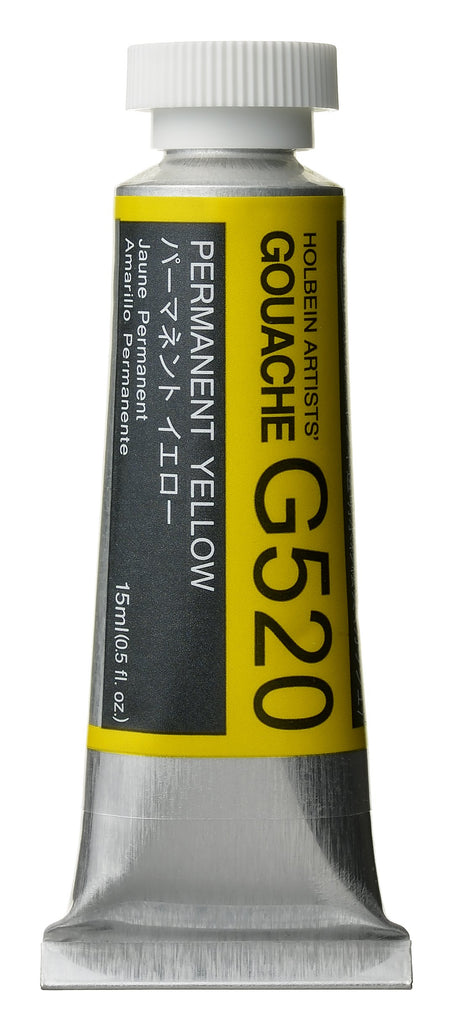 HOLBEIN ARTISTS'
GOUACHE
G520
PERMANENT YELLOW
パーマネント イエロー
Jaune Permanent
Amarillo Permanente
15ml(0.5 fl. oz.)